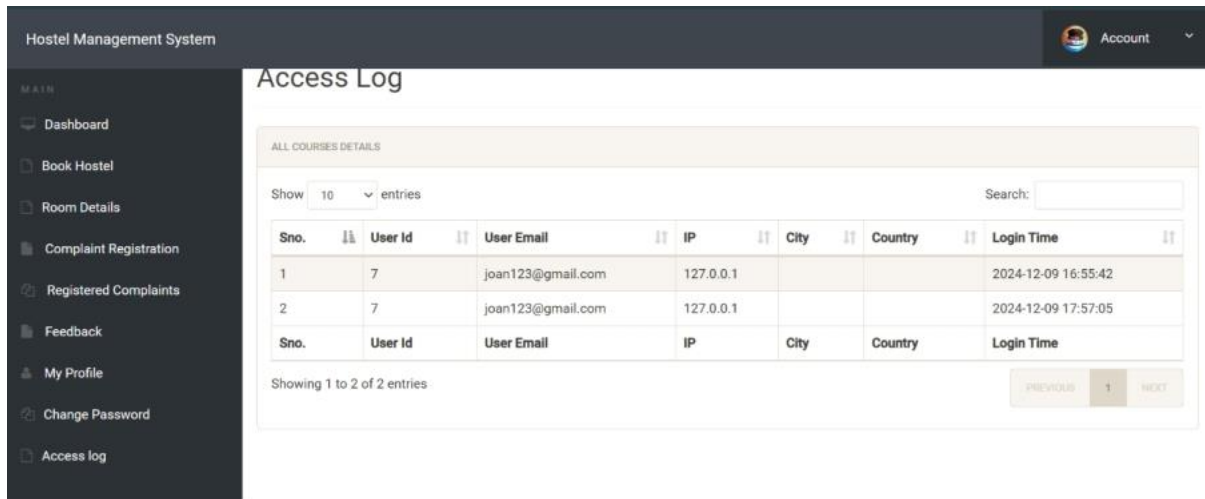 Hostel Management System
Account
MAIN
Dashboard
Book Hostel
Room Details
Complaint Registration
Registered Complaints
Feedback
My Profile
Change Password
Access log
Access Log
ALL COURSES DETAILS
Show 10 entries
Search:
Sno. User Id User Email IP City Country Login Time
1 7 joan123@gmail.com 127.0.0.1 2024-12-09 16:55:42
2 7 joan123@gmail.com 127.0.0.1 2024-12-09 17:57:05
Sno. User Id User Email IP City Country Login Time
Showing 1 to 2 of 2 entries
PREVIOUS 1 NEXT